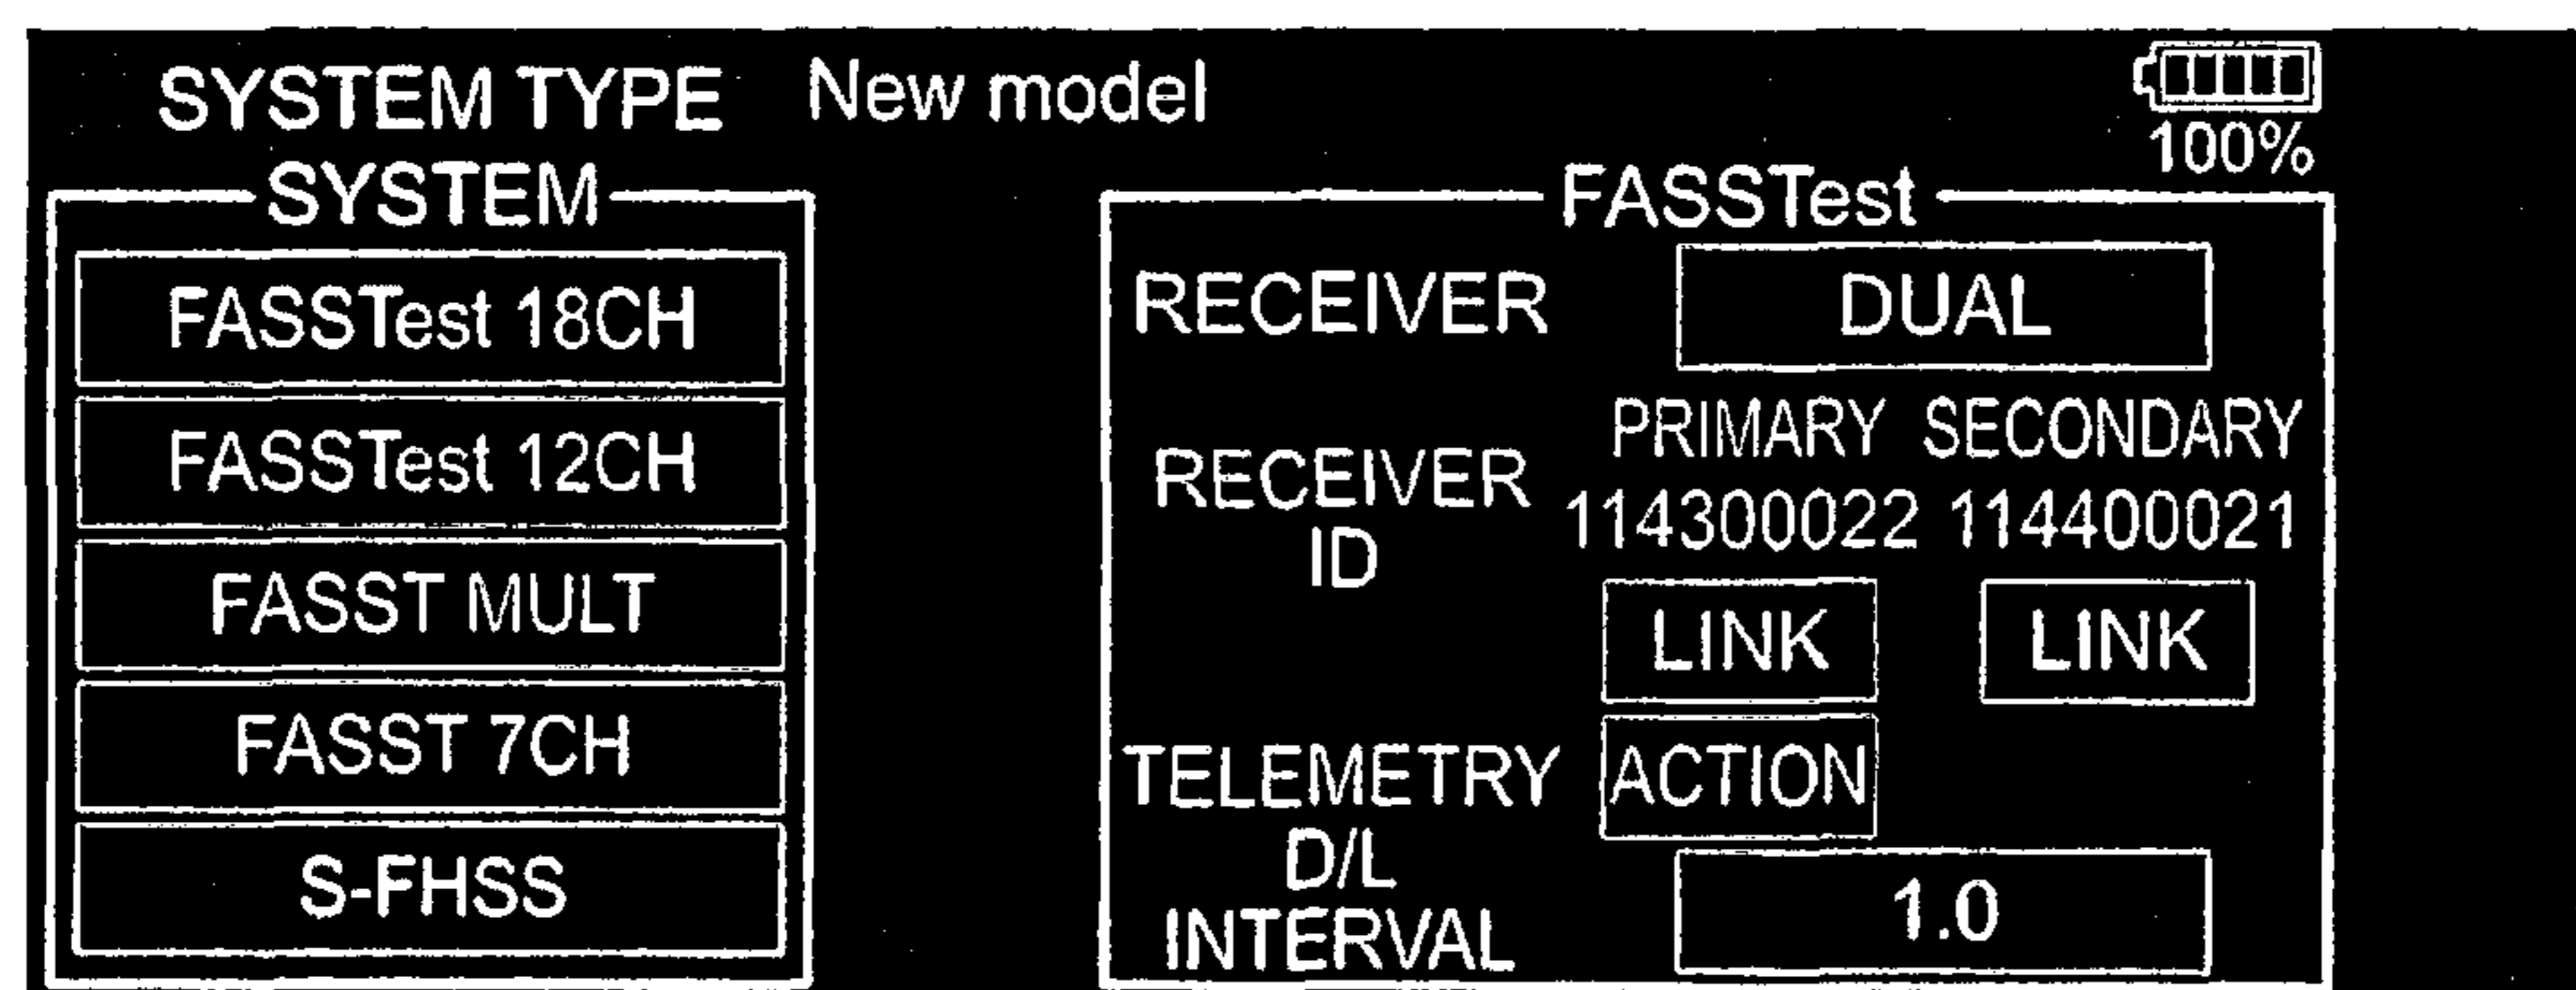 SYSTEM TYPE New model
100%
SYSTEM
FASSTest 18CH
FASSTest 12CH
FASST MULT
FASST 7CH
S-FHSS
FASSTest
RECEIVER DUAL
PRIMARY SECONDARY
RECEIVER ID 114300022 114400021
LINK LINK
TELEMETRY ACTION
D/L
INTERVAL 1.0